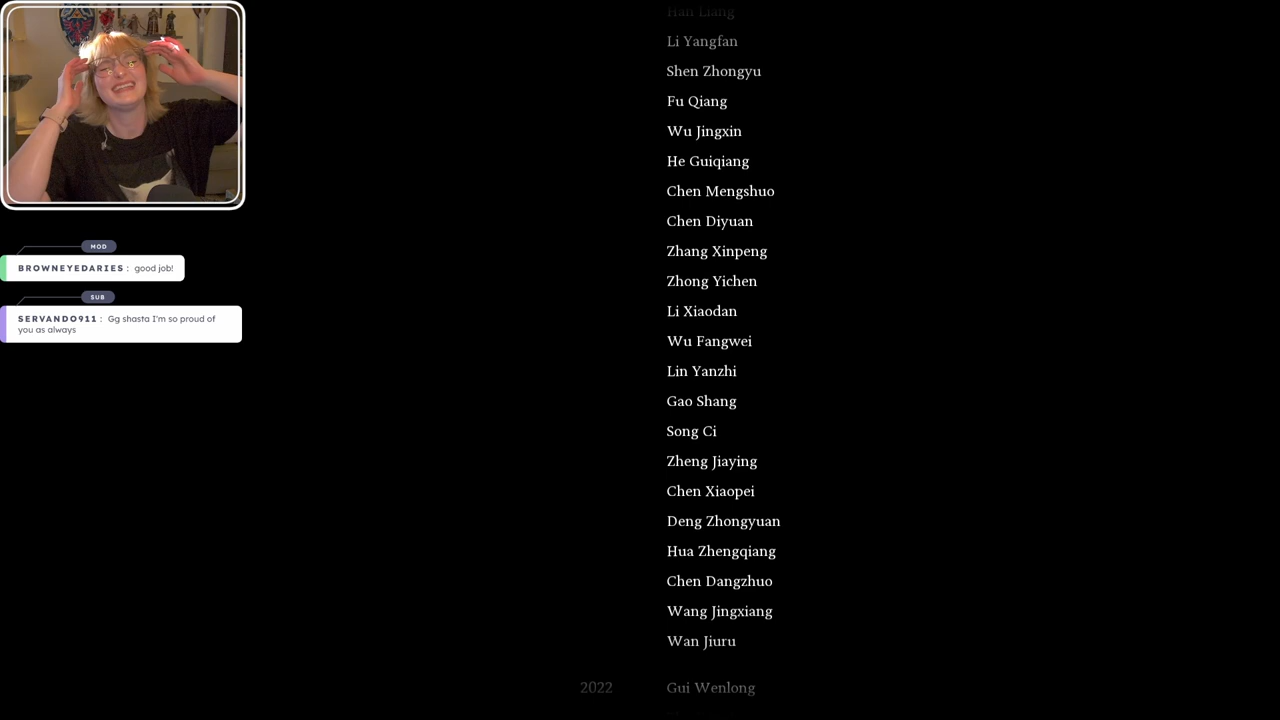 Han Liang
Li Yangfan
Shen Zhongyu
Fu Qiang
Wu Jingxin
He Guiqiang
Chen Mengshuo
Chen Diyuan
Zhang Xinpeng
Zhong Yichen
Li Xiaodan
Wu Fangwei
Lin Yanzhi
Gao Shang
Song Ci
Zheng Jiaying
Chen Xiaopei
Deng Zhongyuan
Hua Zhengqiang
Chen Dangzhuo
Wang Jingxiang
Wan Jiuru
2022 Gui Wenlong
MOD
BROWNEYEDARIES: good job!
SUB
SERVANDO911: Gg shasta I'm so proud of
you as always